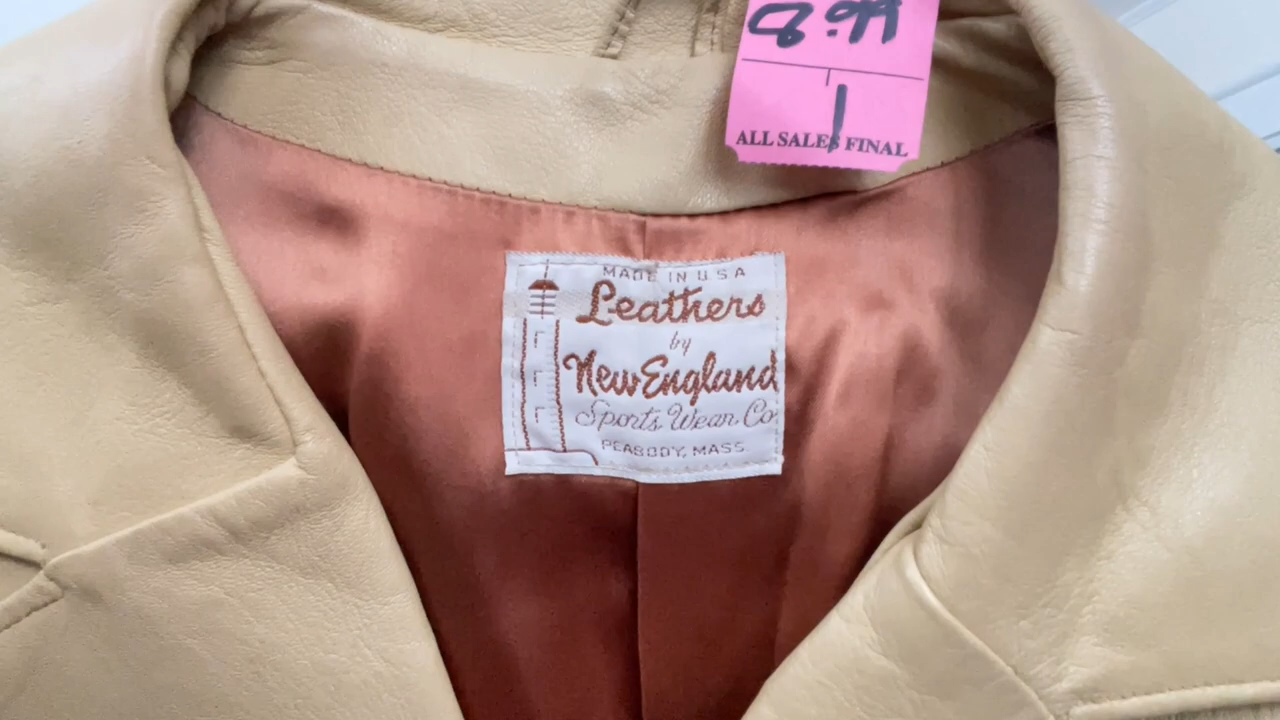 8.99
1
ALL SALES FINAL
MADE IN U S A
Leathers
by
New England
Sports Wear Co
PEABODY, MASS.